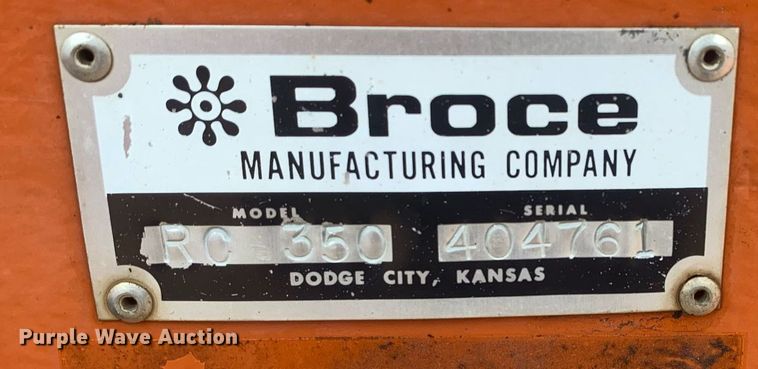 Broce
MANUFACTURING COMPANY
MODEL SERIAL
RC 350 404761
DODGE CITY, KANSAS
Purple Wave Auction